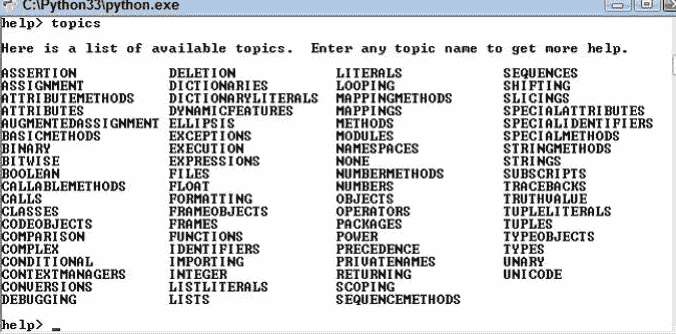 C:\Python33\python.exe
help> topics
Here is a list of available topics.  Enter any topic name to get more help.
ASSERTION           DELETION            LITERALS            SEQUENCES
ASSIGNMENT          DICTIONARIES        LOOPING             SHIFTING
ATTRIBUTEMETHODS    DICTIONARYLITERALS  MAPPINGMETHODS      SLICINGS
ATTRIBUTES          DYNAMICFEATURES     MAPPINGS            SPECIALATTRIBUTES
AUGMENTEDASSIGNMENT ELLIPSIS            METHODS             SPECIALIDENTIFIERS
BASICMETHODS        EXCEPTIONS          MODULES             SPECIALMETHODS
BINARY              EXECUTION           NAMESPACES          STRINGMETHODS
BITWISE             EXPRESSIONS         NONE                STRINGS
BOOLEAN             FILES               NUMBERMETHODS       SUBSCRIPTS
CALLABLEMETHODS     FLOAT               NUMBERS             TRACEBACKS
CALLS               FORMATTING          OBJECTS             TRUTHVALUE
CLASSES             FRAMEOBJECTS        OPERATORS           TUPLELITERALS
CODEOBJECTS         FRAMES              PACKAGES            TUPLES
COMPARISON          FUNCTIONS           POWER               TYPEOBJECTS
COMPLEX             IDENTIFIERS         PRECEDENCE          TYPES
CONDITIONAL         IMPORTING           PRIVATENAMES        UNARY
CONTEXTMANAGERS     INTEGER             RETURNING           UNICODE
CONVERSIONS         LISTLITERALS        SCOPING
DEBUGGING           LISTS               SEQUENCEMETHODS
help> _